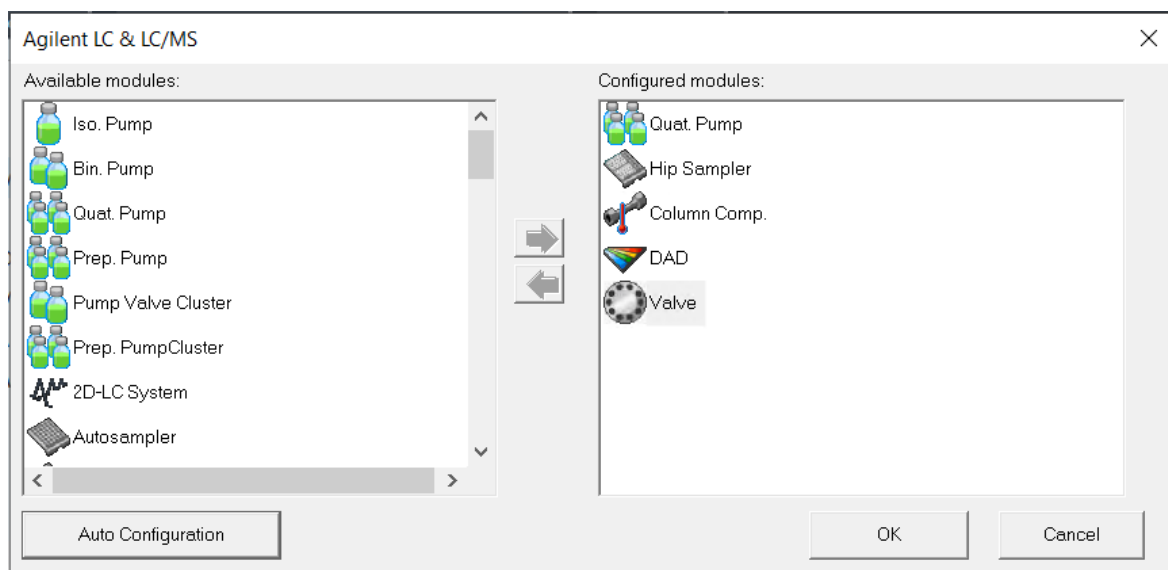 Agilent LC & LC/MS
Available modules:
Iso. Pump
Bin. Pump
Quat. Pump
Prep. Pump
Pump Valve Cluster
Prep. PumpCluster
2D-LC System
Autosampler
Configured modules:
Quat. Pump
Hip Sampler
Column Comp.
DAD
Valve
Auto Configuration
OK
Cancel